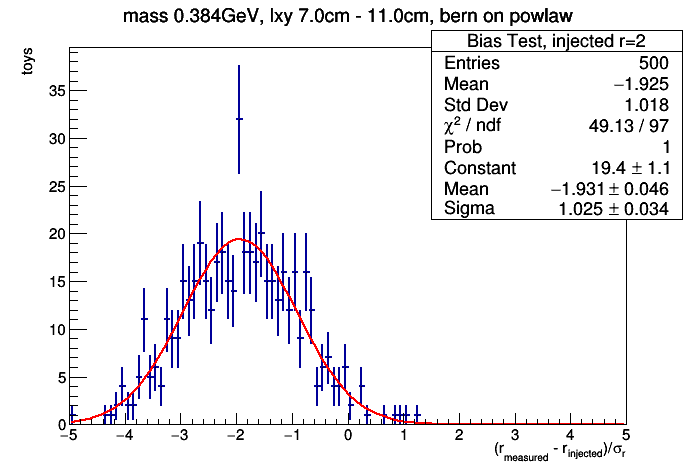 mass 0.384GeV, lxy 7.0cm - 11.0cm, bern on powlaw
toys
Bias Test, injected r=2
Entries 500
Mean −1.925
Std Dev 1.018
χ² / ndf 49.13 / 97
Prob 1
Constant 19.4 ± 1.1
Mean −1.931 ± 0.046
Sigma 1.025 ± 0.034
35
30
25
20
15
10
5
0
−5 −4 −3 −2 −1 0 1 2 3 4 5
(r_measured - r_injected)/σ_r